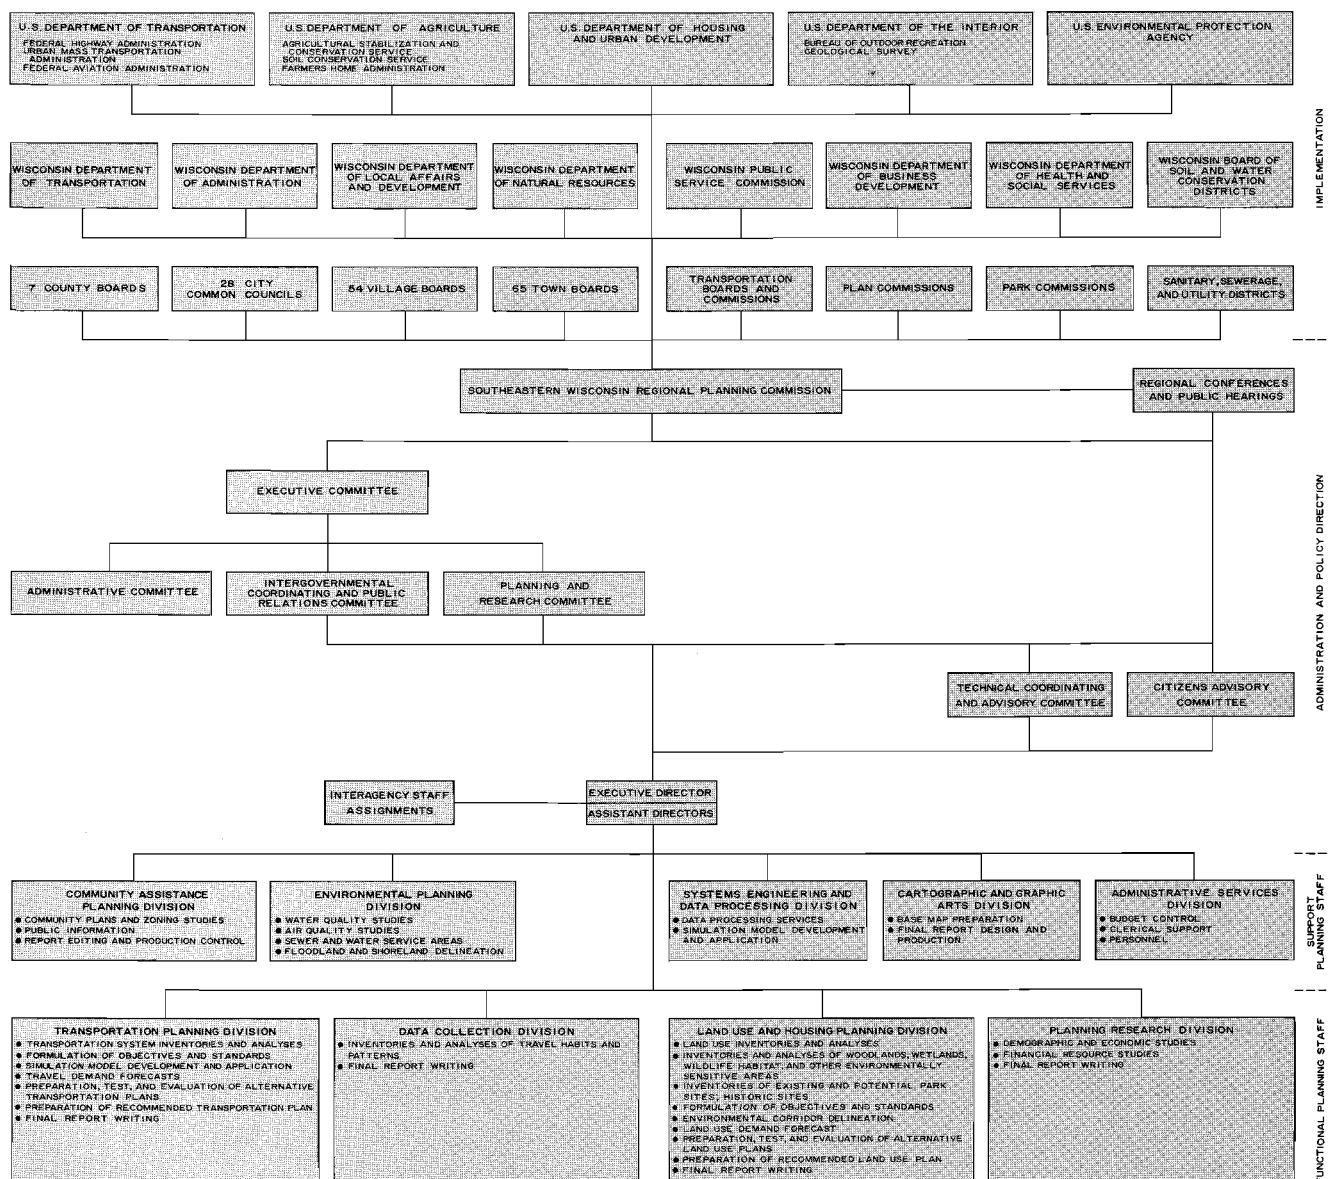 U.S. DEPARTMENT OF TRANSPORTATION
FEDERAL HIGHWAY ADMINISTRATION
URBAN MASS TRANSPORTATION
ADMINISTRATION
FEDERAL AVIATION ADMINISTRATION
U.S. DEPARTMENT OF AGRICULTURE
AGRICULTURAL STABILIZATION AND
CONSERVATION SERVICE
SOIL CONSERVATION SERVICE
FARMERS HOME ADMINISTRATION
U.S. DEPARTMENT OF HOUSING
AND URBAN DEVELOPMENT
U.S. DEPARTMENT OF THE INTERIOR
BUREAU OF OUTDOOR RECREATION
GEOLOGICAL SURVEY
U.S. ENVIRONMENTAL PROTECTION
AGENCY
WISCONSIN DEPARTMENT
OF TRANSPORTATION
WISCONSIN DEPARTMENT
OF ADMINISTRATION
WISCONSIN DEPARTMENT
OF LOCAL AFFAIRS
AND DEVELOPMENT
WISCONSIN DEPARTMENT
OF NATURAL RESOURCES
WISCONSIN PUBLIC
SERVICE COMMISSION
WISCONSIN DEPARTMENT
OF BUSINESS
DEVELOPMENT
WISCONSIN DEPARTMENT
OF HEALTH AND
SOCIAL SERVICES
WISCONSIN BOARD OF
SOIL AND WATER
CONSERVATION
DISTRICTS
IMPLEMENTATION
7 COUNTY BOARDS
28 CITY
COMMON COUNCILS
54 VILLAGE BOARDS
65 TOWN BOARDS
TRANSPORTATION
BOARDS AND
COMMISSIONS
PLAN COMMISSIONS
PARK COMMISSIONS
SANITARY, SEWERAGE,
AND UTILITY DISTRICTS
SOUTHEASTERN WISCONSIN REGIONAL PLANNING COMMISSION
REGIONAL CONFERENCES
AND PUBLIC HEARINGS
EXECUTIVE COMMITTEE
ADMINISTRATIVE COMMITTEE
INTERGOVERNMENTAL
COORDINATING AND PUBLIC
RELATIONS COMMITTEE
PLANNING AND
RESEARCH COMMITTEE
ADMINISTRATION AND POLICY DIRECTION
TECHNICAL COORDINATING
AND ADVISORY COMMITTEE
CITIZENS ADVISORY
COMMITTEE
INTERAGENCY STAFF
ASSIGNMENTS
EXECUTIVE DIRECTOR
ASSISTANT DIRECTORS
COMMUNITY ASSISTANCE
PLANNING DIVISION
● COMMUNITY PLANS AND ZONING STUDIES
● PUBLIC INFORMATION
● REPORT EDITING AND PRODUCTION CONTROL
ENVIRONMENTAL PLANNING
DIVISION
● WATER QUALITY STUDIES
● AIR QUALITY STUDIES
● SEWER AND WATER SERVICE AREAS
● FLOODLAND AND SHORELAND DELINEATION
SYSTEMS ENGINEERING AND
DATA PROCESSING DIVISION
● DATA PROCESSING SERVICES
● SIMULATION MODEL DEVELOPMENT
AND APPLICATION
CARTOGRAPHIC AND GRAPHIC
ARTS DIVISION
● BASE MAP PREPARATION
● FINAL REPORT DESIGN AND
PRODUCTION
ADMINISTRATIVE SERVICES
DIVISION
● BUDGET CONTROL
● CLERICAL SUPPORT
● PERSONNEL
SUPPORT
PLANNING STAFF
TRANSPORTATION PLANNING DIVISION
● TRANSPORTATION SYSTEM INVENTORIES AND ANALYSES
● FORMULATION OF OBJECTIVES AND STANDARDS
● SIMULATION MODEL DEVELOPMENT AND APPLICATION
● TRAVEL DEMAND FORECASTS
● PREPARATION, TEST, AND EVALUATION OF ALTERNATIVE
TRANSPORTATION PLANS
● PREPARATION OF RECOMMENDED TRANSPORTATION PLAN
● FINAL REPORT WRITING
DATA COLLECTION DIVISION
● INVENTORIES AND ANALYSES OF TRAVEL HABITS AND
PATTERNS
● FINAL REPORT WRITING
LAND USE AND HOUSING PLANNING DIVISION
● LAND USE INVENTORIES AND ANALYSES
● INVENTORIES AND ANALYSES OF WOODLANDS, WETLANDS,
WILDLIFE HABITAT, AND OTHER ENVIRONMENTALLY
SENSITIVE AREAS
● INVENTORIES OF EXISTING AND POTENTIAL PARK
SITES; HISTORIC SITES
● FORMULATION OF OBJECTIVES AND STANDARDS
● ENVIRONMENTAL CORRIDOR DELINEATION
● LAND USE DEMAND FORECAST
● PREPARATION, TEST, AND EVALUATION OF ALTERNATIVE
LAND USE PLANS
● PREPARATION OF RECOMMENDED LAND USE PLAN
● FINAL REPORT WRITING
PLANNING RESEARCH DIVISION
● DEMOGRAPHIC AND ECONOMIC STUDIES
● FINANCIAL RESOURCE STUDIES
● FINAL REPORT WRITING
FUNCTIONAL PLANNING STAFF